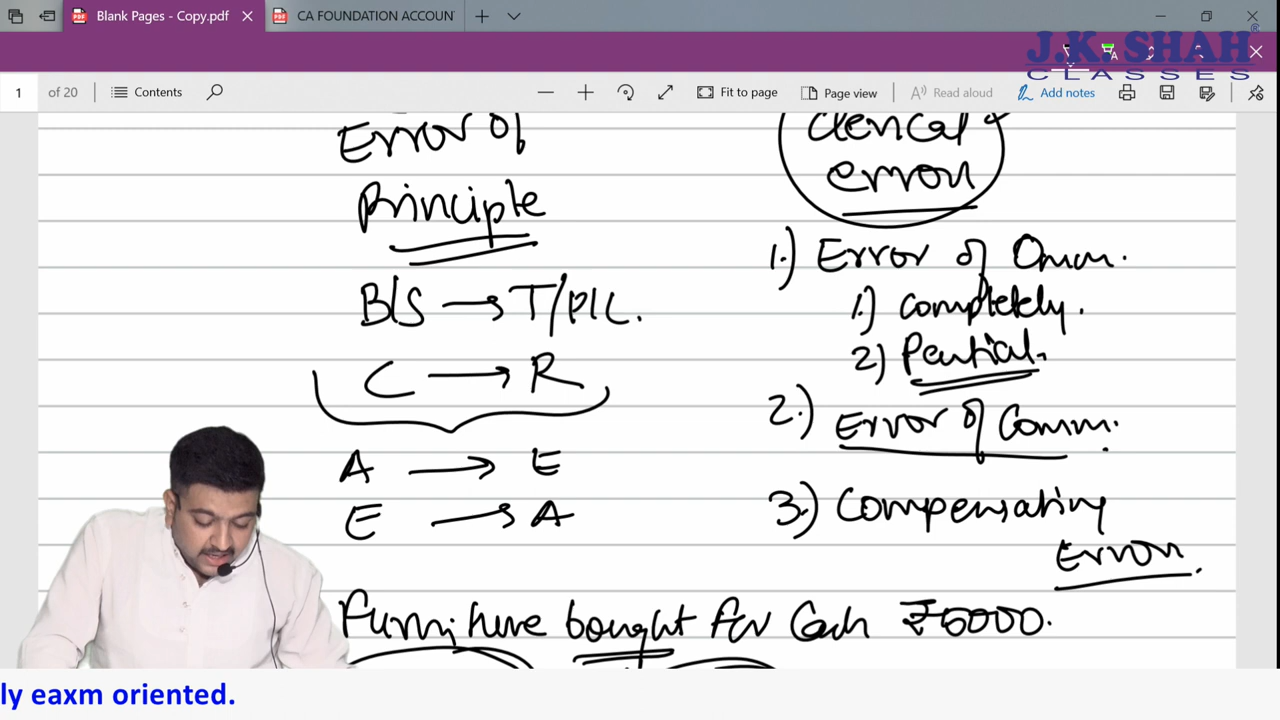 Blank Pages - Copy.pdf
CA FOUNDATION ACCOUN
J.K. SHAH®
CLASSES
1 of 20
Contents
Fit to page
Page view
Read aloud
Add notes
Error of
Principle
B/S → T/P/L.
C → R
A → E
E → A
Clerical
error
1.) Error of Omm.
1) Completely.
2) Partial.
2.) Error of Comm.
3.) Compensating
Error.
Furniture bought for Cash ₹5000.
ly eaxm oriented.